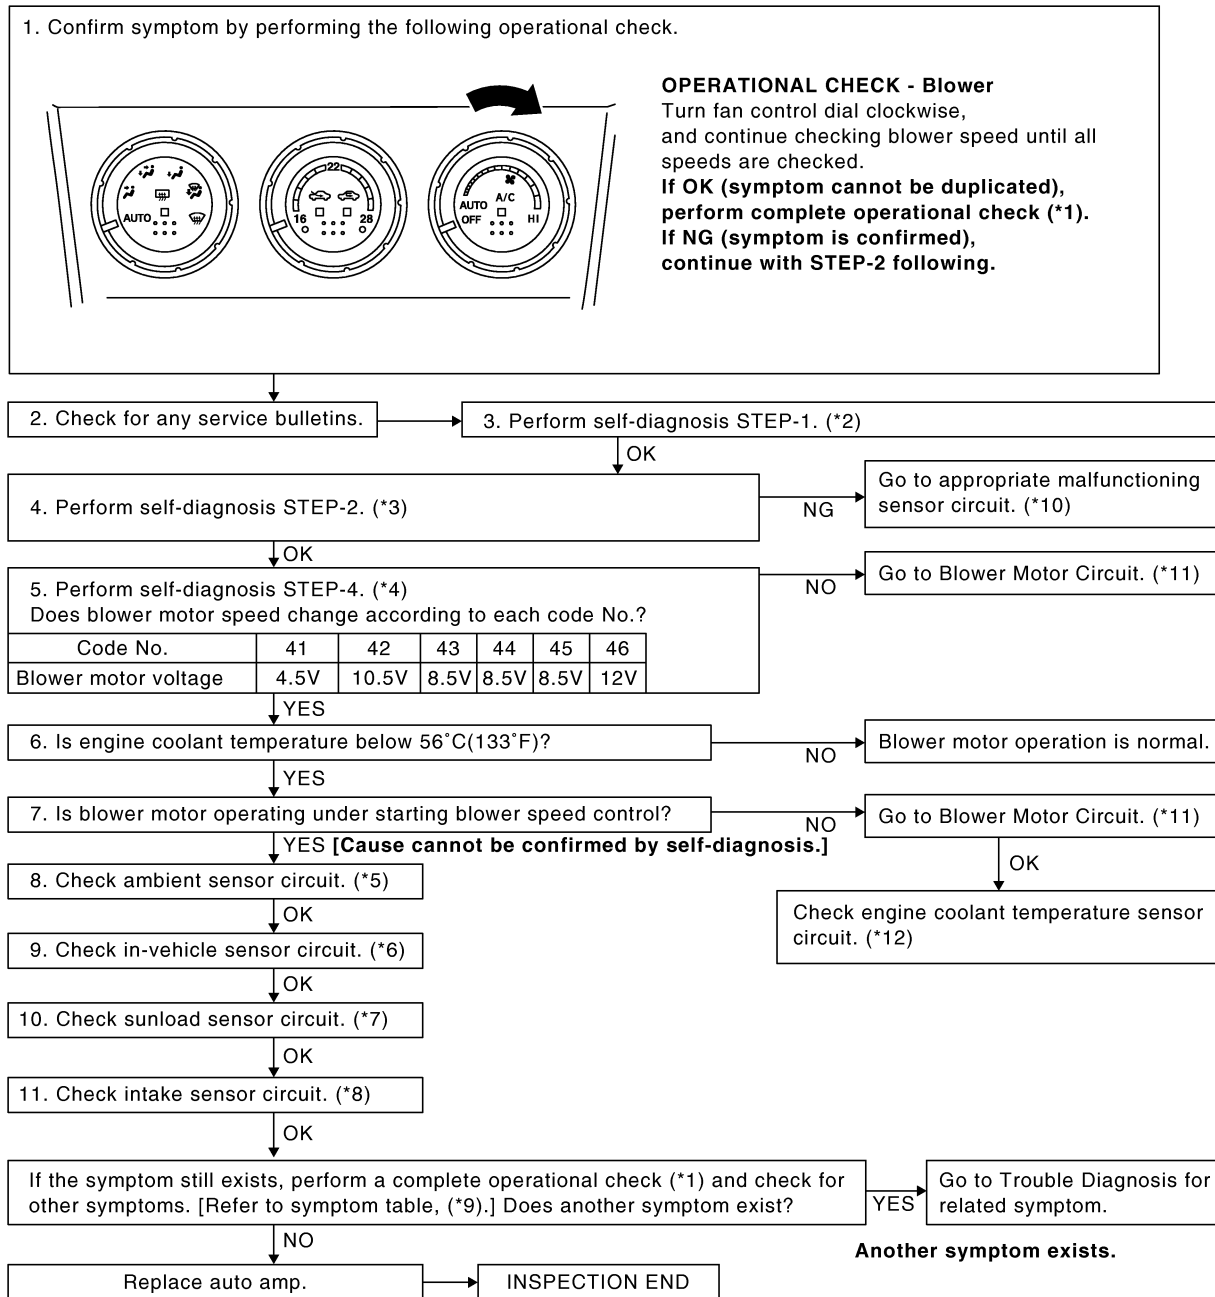 1. Confirm symptom by performing the following operational check.
OPERATIONAL CHECK - Blower
Turn fan control dial clockwise,
and continue checking blower speed until all
speeds are checked.
If OK (symptom cannot be duplicated),
perform complete operational check (*1).
If NG (symptom is confirmed),
continue with STEP-2 following.
AUTO
22
16
28
AUTO
OFF
A/C
HI
2. Check for any service bulletins.
3. Perform self-diagnosis STEP-1. (*2)
OK
4. Perform self-diagnosis STEP-2. (*3)
NG
Go to appropriate malfunctioning
sensor circuit. (*10)
OK
5. Perform self-diagnosis STEP-4. (*4)
Does blower motor speed change according to each code No.?
NO
Go to Blower Motor Circuit. (*11)
Code No. 41 42 43 44 45 46
Blower motor voltage 4.5V 10.5V 8.5V 8.5V 8.5V 12V
YES
6. Is engine coolant temperature below 56˚C(133˚F)?
NO
Blower motor operation is normal.
YES
7. Is blower motor operating under starting blower speed control?
NO
Go to Blower Motor Circuit. (*11)
YES [Cause cannot be confirmed by self-diagnosis.]
OK
Check engine coolant temperature sensor
circuit. (*12)
8. Check ambient sensor circuit. (*5)
OK
9. Check in-vehicle sensor circuit. (*6)
OK
10. Check sunload sensor circuit. (*7)
OK
11. Check intake sensor circuit. (*8)
OK
If the symptom still exists, perform a complete operational check (*1) and check for
other symptoms. [Refer to symptom table, (*9).] Does another symptom exist?
YES
Go to Trouble Diagnosis for
related symptom.
Another symptom exists.
NO
Replace auto amp.
INSPECTION END